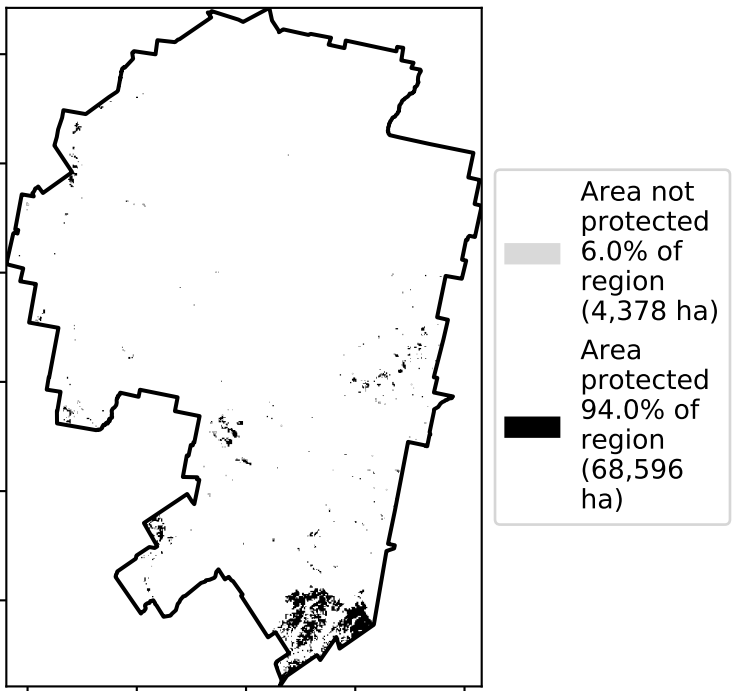 Area not
protected
6.0% of
region
(4,378 ha)
Area
protected
94.0% of
region
(68,596
ha)